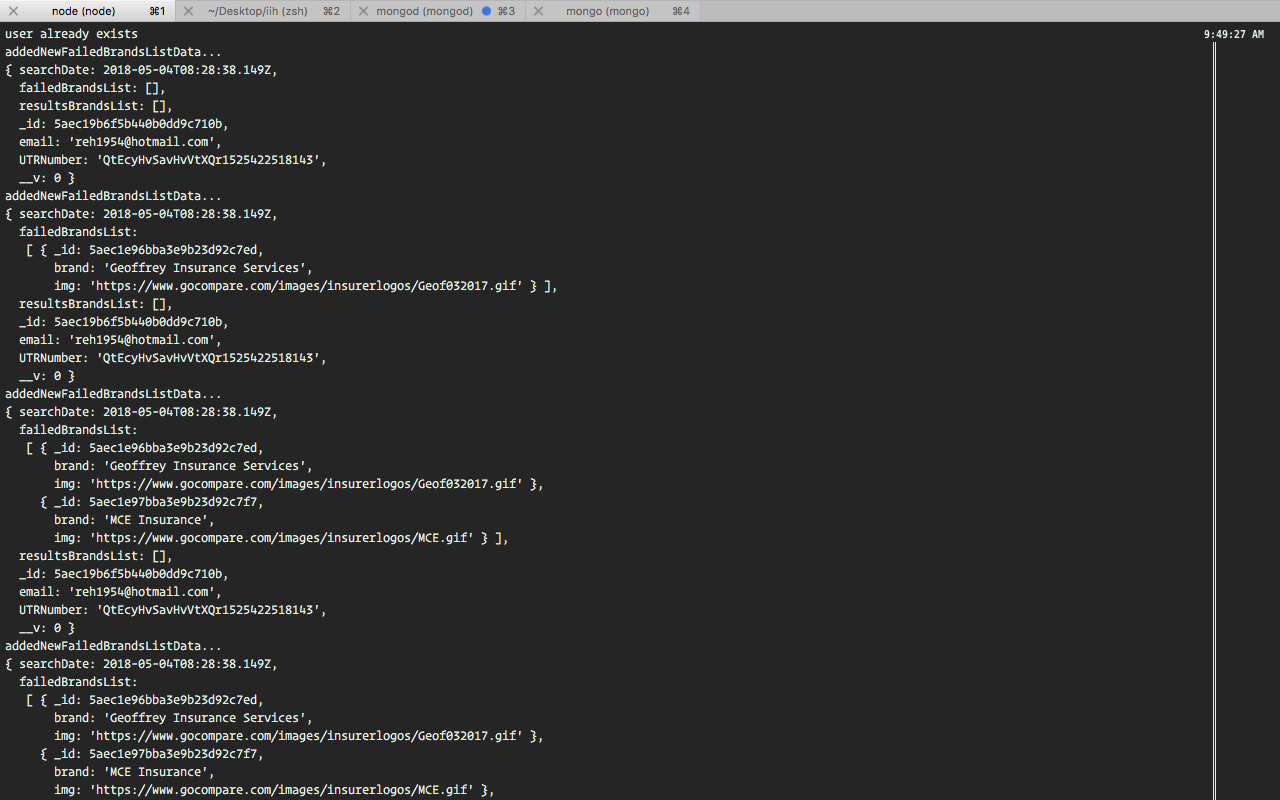 node (node) ⌘1 ~/Desktop/iih (zsh) ⌘2 mongod (mongod) ⌘3 mongo (mongo) ⌘4
user already exists 9:49:27 AM
addedNewFailedBrandsListData...
{ searchDate: 2018-05-04T08:28:38.149Z,
  failedBrandsList: [],
  resultsBrandsList: [],
  _id: 5aec19b6f5b440b0dd9c710b,
  email: 'reh1954@hotmail.com',
  UTRNumber: 'QtEcyHvSavHvVtXQr1525422518143',
  __v: 0 }
addedNewFailedBrandsListData...
{ searchDate: 2018-05-04T08:28:38.149Z,
  failedBrandsList:
   [ { _id: 5aec1e96bba3e9b23d92c7ed,
       brand: 'Geoffrey Insurance Services',
       img: 'https://www.gocompare.com/images/insurerlogos/Geof032017.gif' } ],
  resultsBrandsList: [],
  _id: 5aec19b6f5b440b0dd9c710b,
  email: 'reh1954@hotmail.com',
  UTRNumber: 'QtEcyHvSavHvVtXQr1525422518143',
  __v: 0 }
addedNewFailedBrandsListData...
{ searchDate: 2018-05-04T08:28:38.149Z,
  failedBrandsList:
   [ { _id: 5aec1e96bba3e9b23d92c7ed,
       brand: 'Geoffrey Insurance Services',
       img: 'https://www.gocompare.com/images/insurerlogos/Geof032017.gif' },
     { _id: 5aec1e97bba3e9b23d92c7f7,
       brand: 'MCE Insurance',
       img: 'https://www.gocompare.com/images/insurerlogos/MCE.gif' } ],
  resultsBrandsList: [],
  _id: 5aec19b6f5b440b0dd9c710b,
  email: 'reh1954@hotmail.com',
  UTRNumber: 'QtEcyHvSavHvVtXQr1525422518143',
  __v: 0 }
addedNewFailedBrandsListData...
{ searchDate: 2018-05-04T08:28:38.149Z,
  failedBrandsList:
   [ { _id: 5aec1e96bba3e9b23d92c7ed,
       brand: 'Geoffrey Insurance Services',
       img: 'https://www.gocompare.com/images/insurerlogos/Geof032017.gif' },
     { _id: 5aec1e97bba3e9b23d92c7f7,
       brand: 'MCE Insurance',
       img: 'https://www.gocompare.com/images/insurerlogos/MCE.gif' },